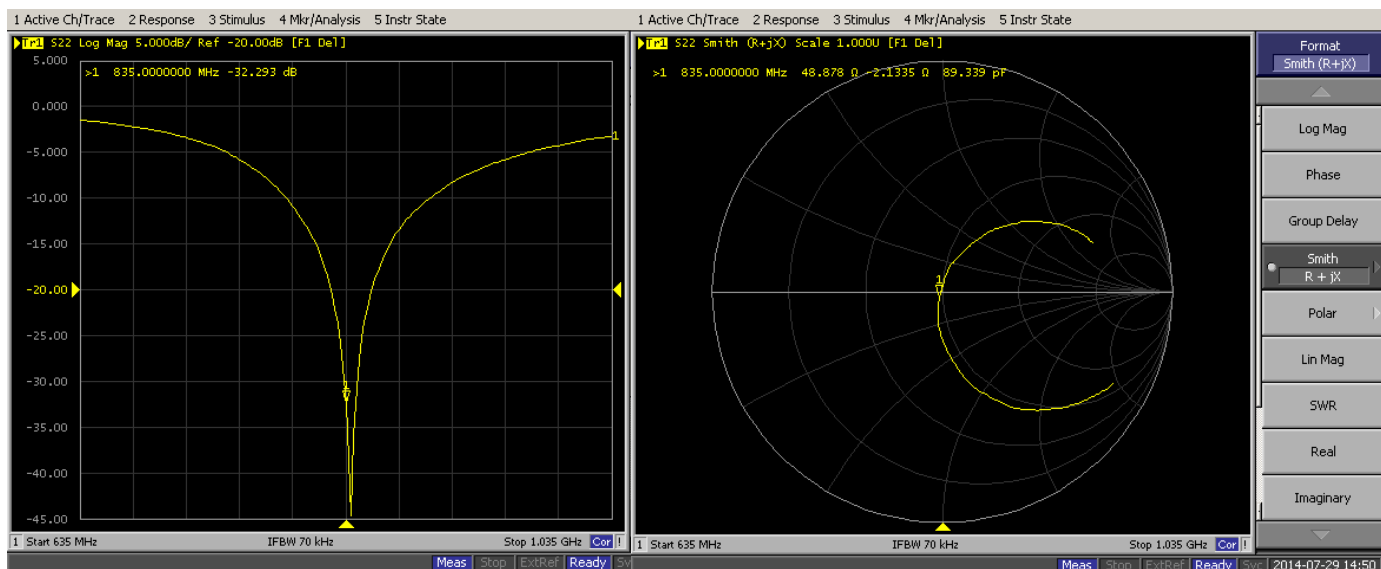 1 Active Ch/Trace 2 Response 3 Stimulus 4 Mkr/Analysis 5 Instr State
Tr1 S22 Log Mag 5.000dB/ Ref -20.00dB [F1 Del]
5.000
>1 835.0000000 MHz -32.293 dB
0.000
-5.000
-10.00
-15.00
-20.00
-25.00
-30.00
-35.00
-40.00
-45.00
1
1
1 Start 635 MHz IFBW 70 kHz Stop 1.035 GHz Cor !
Meas Stop ExtRef Ready Sv
1 Active Ch/Trace 2 Response 3 Stimulus 4 Mkr/Analysis 5 Instr State
Tr1 S22 Smith (R+jX) Scale 1.000U [F1 Del]
>1 835.0000000 MHz 48.878 Ω -2.1335 Ω 89.339 pF
1
1 Start 635 MHz IFBW 70 kHz Stop 1.035 GHz Cor !
Meas Stop ExtRef Ready Svc 2014-07-29 14:50
Format
Smith (R+jX)
Log Mag
Phase
Group Delay
Smith
R + jX
Polar
Lin Mag
SWR
Real
Imaginary